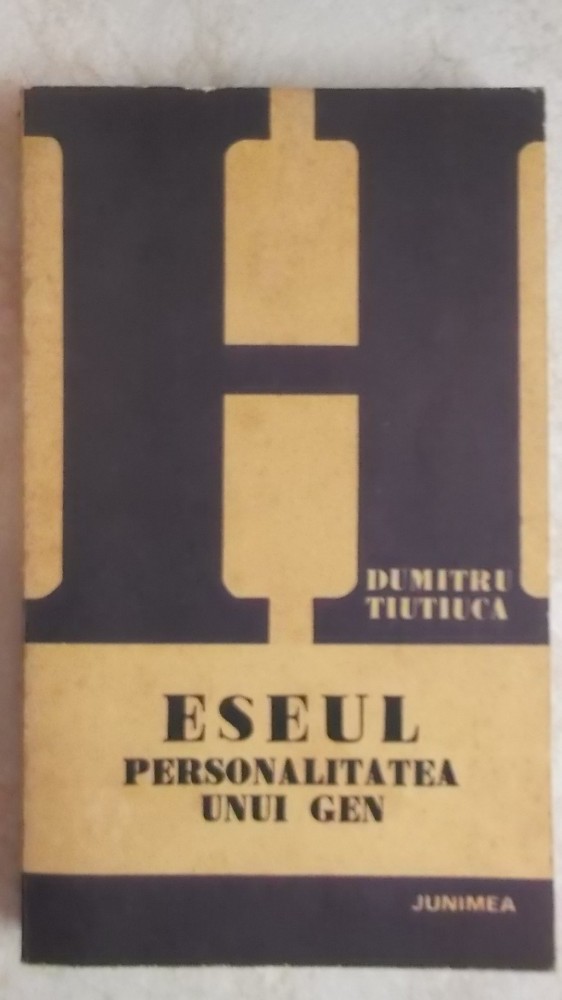 H
DUMITRU
TIUTIUCA
ESEUL
PERSONALITATEA
UNUI GEN
JUNIMEA